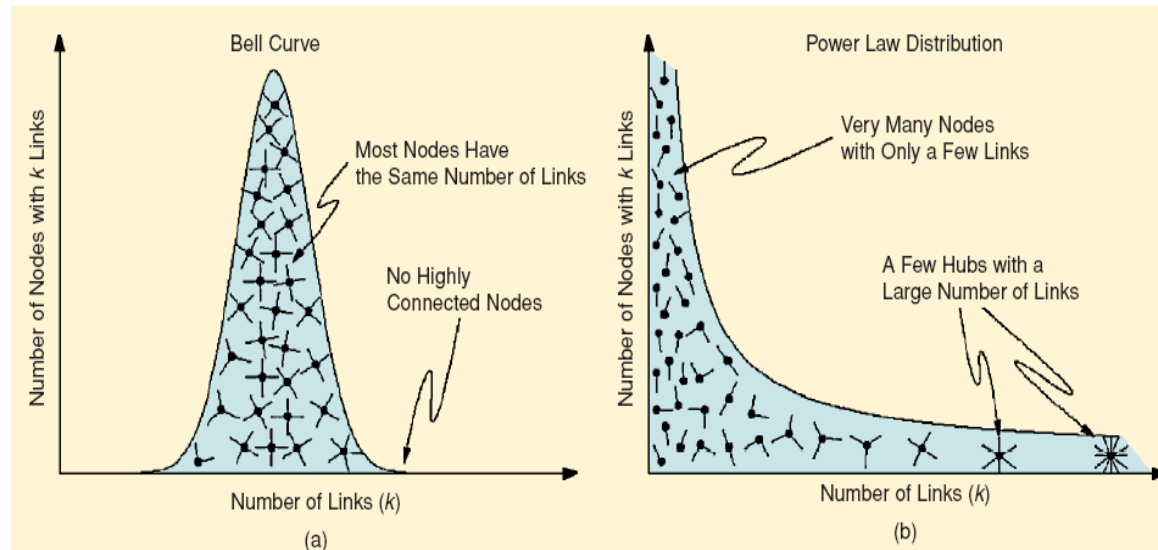 Bell Curve
Number of Nodes with k Links
Most Nodes Have
the Same Number of Links
No Highly
Connected Nodes
Number of Links (k)
(a)
Power Law Distribution
Number of Nodes with k Links
Very Many Nodes
with Only a Few Links
A Few Hubs with a
Large Number of Links
Number of Links (k)
(b)